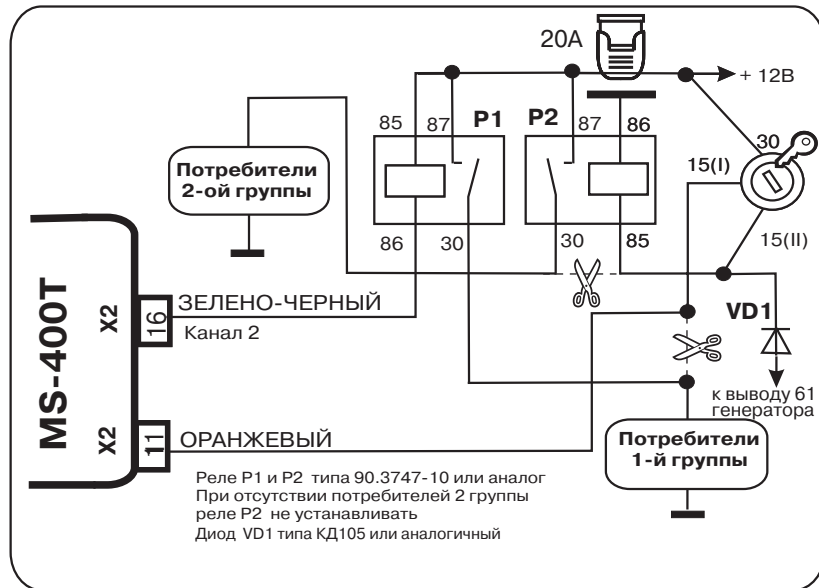 20А
+ 12В
85
87
Р1
Р2
87
86
30
15(I)
Потребители
2-ой группы
86
30
30
85
15(II)
MS-400T
X2
16
ЗЕЛЕНО-ЧЕРНЫЙ
Канал 2
VD1
к выводу 61
генератора
X2
11
ОРАНЖЕВЫЙ
Потребители
1-й группы
Реле Р1 и Р2 типа 90.3747-10 или аналог
При отсутствии потребителей 2 группы
реле Р2 не устанавливать
Диод VD1 типа КД105 или аналогичный